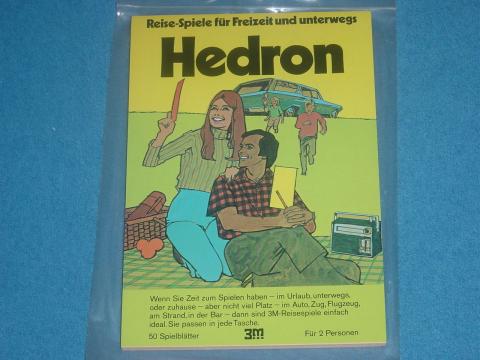 Reise-Spiele für Freizeit und unterwegs
Hedron
Wenn Sie Zeit zum Spielen haben – im Urlaub, unterwegs,
oder zuhause – aber nicht viel Platz – im Auto, Zug, Flugzeug,
am Strand, in der Bar – dann sind 3M-Reisespiele einfach
ideal. Sie passen in jede Tasche.
50 Spielblätter 3M Für 2 Personen